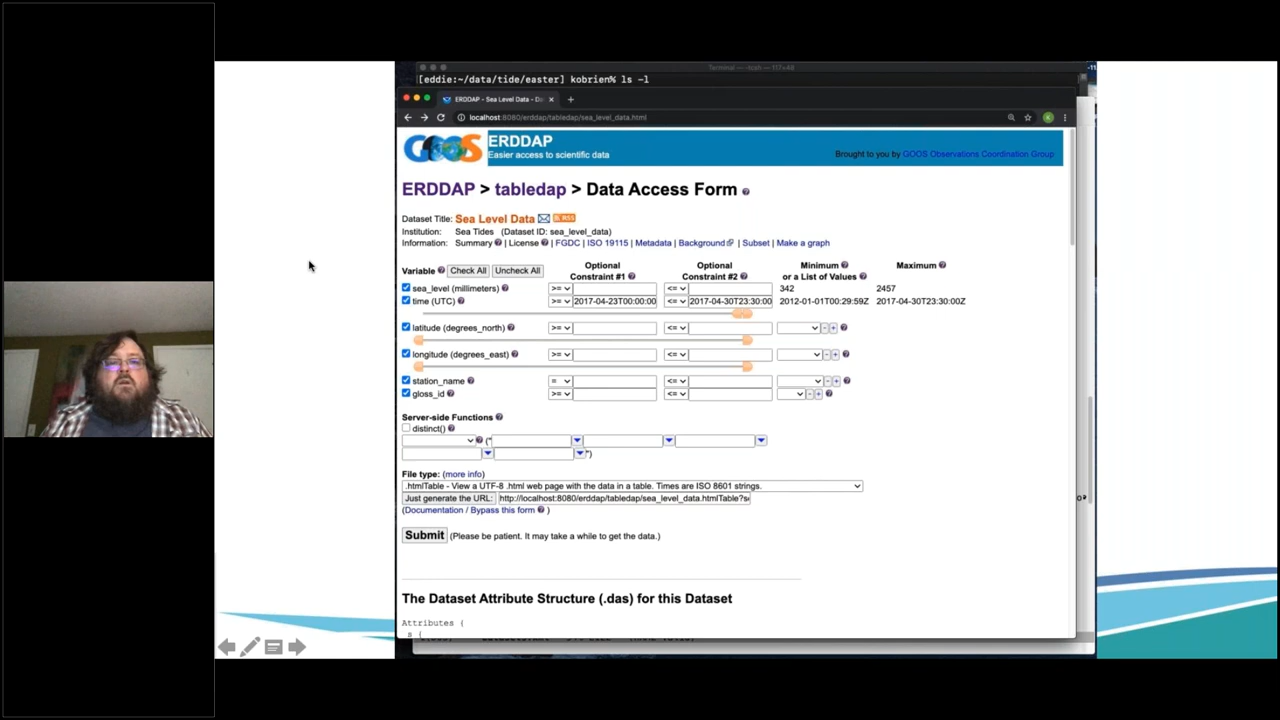 Terminal — -tcsh — 117×48
[eddie:~/data/tide/easter] kobrien% ls -l
ERDDAP - Sea Level Data - Da
localhost:8080/erddap/tabledap/sea_level_data.html
GOOS
ERDDAP
Easier access to scientific data
Brought to you by GOOS Observations Coordination Group
ERDDAP > tabledap > Data Access Form
Dataset Title: Sea Level Data RSS
Institution: Sea Tides (Dataset ID: sea_level_data)
Information: Summary | License | FGDC | ISO 19115 | Metadata | Background | Subset | Make a graph
Variable Check All Uncheck All Optional Constraint #1 Optional Constraint #2 Minimum or a List of Values Maximum
sea_level (millimeters) >= <= 342 2457
time (UTC) >= 2017-04-23T00:00:00 <= 2017-04-30T23:30:00 2012-01-01T00:29:59Z 2017-04-30T23:30:00Z
latitude (degrees_north) >= <= - +
longitude (degrees_east) >= <= - +
station_name = <= - +
gloss_id >= <= - +
Server-side Functions
distinct()
("
")
File type: (more info)
.htmlTable - View a UTF-8 .html web page with the data in a table. Times are ISO 8601 strings.
Just generate the URL: http://localhost:8080/erddap/tabledap/sea_level_data.htmlTable?se
(Documentation / Bypass this form )
Submit (Please be patient. It may take a while to get the data.)
The Dataset Attribute Structure (.das) for this Dataset
Attributes {
s {